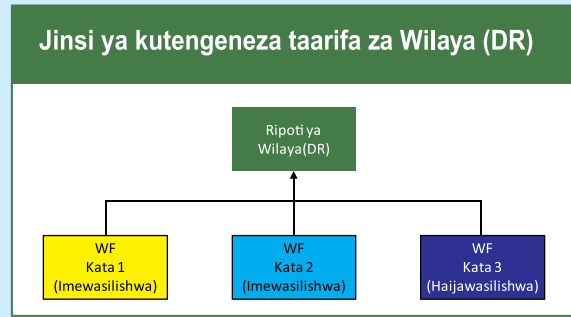 Jinsi ya kutengeneza taarifa za Wilaya (DR)
Ripoti ya
Wilaya(DR)
WF
Kata 1
(Imewasilishwa)
WF
Kata 2
(Imewasilishwa)
WF
Kata 3
(Haijawasilishwa)